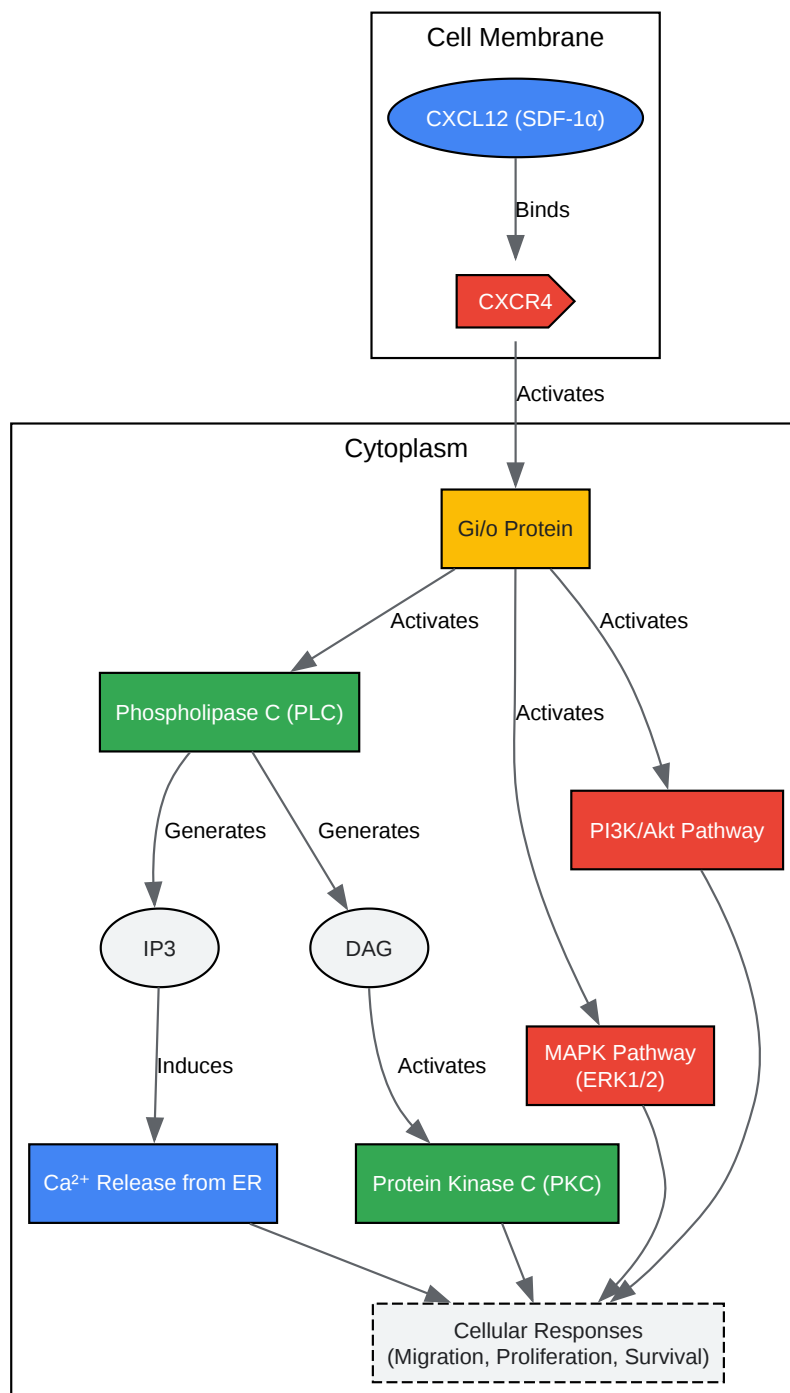 Cell Membrane
CXCL12 (SDF-1α)
Binds
CXCR4
Activates
Cytoplasm
Gi/o Protein
Activates
Activates
Activates
Phospholipase C (PLC)
PI3K/Akt Pathway
Generates
Generates
IP3
DAG
MAPK Pathway
(ERK1/2)
Induces
Activates
Ca²⁺ Release from ER
Protein Kinase C (PKC)
Cellular Responses
(Migration, Proliferation, Survival)